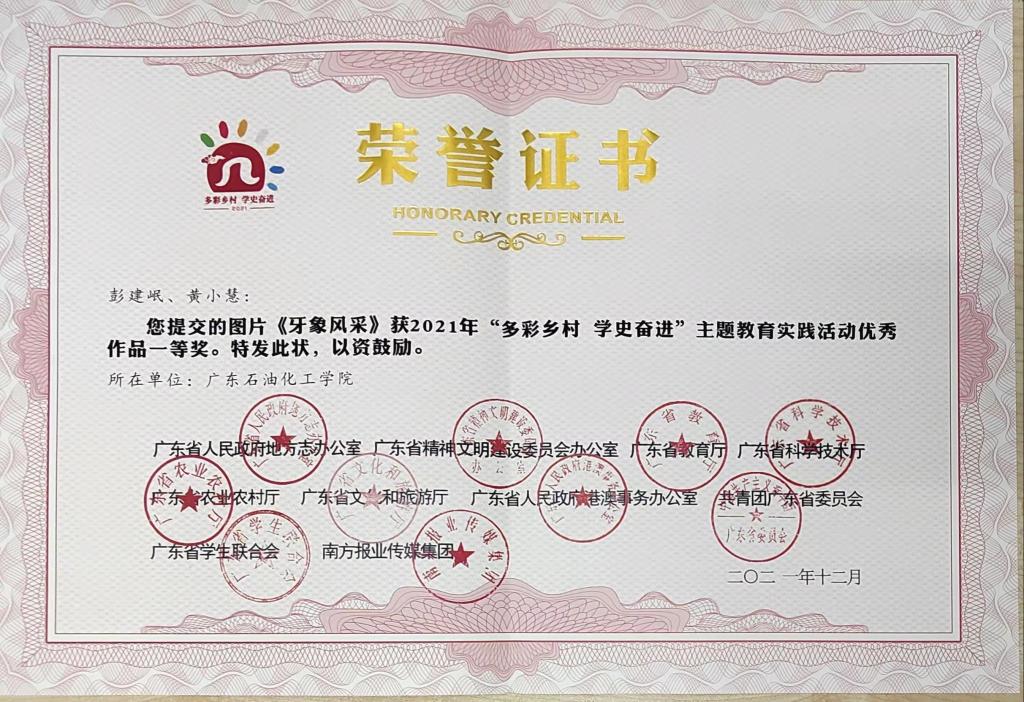 多彩乡村 学史奋进
2021
荣誉证书
HONORARY CREDENTIAL
彭建岷、黄小慧：
您提交的图片《牙象风采》获2021年“多彩乡村 学史奋进”主题教育实践活动优秀
作品一等奖。特发此状，以资鼓励。
所在单位：广东石油化工学院
广东省人民政府地方志办公室 广东省精神文明建设委员会办公室 广东省教育厅 广东省科学技术厅
广东省农业农村厅 广东省文化和旅游厅 广东省人民政府港澳事务办公室 共青团广东省委员会
广东省学生联合会 南方报业传媒集团
二〇二一年十二月